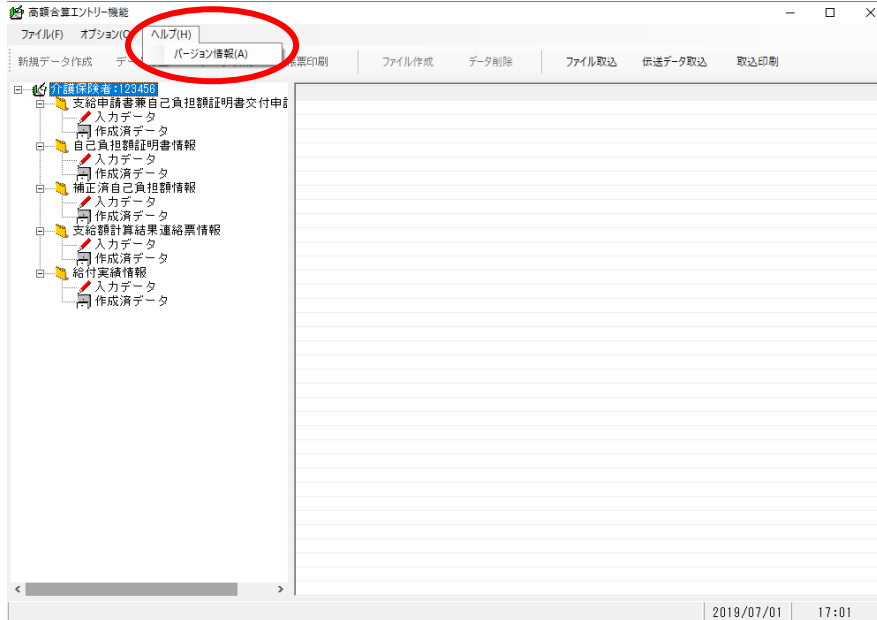 高額合算エントリー機能
ファイル(F) オプション(O ヘルプ(H)
バージョン情報(A)
新規データ作成 デー 票印刷 ファイル作成 データ削除 ファイル取込 伝送データ取込 取込印刷
介護保険者:123456
支給申請書兼自己負担額証明書交付申請
入力データ
作成済データ
自己負担額証明書情報
入力データ
作成済データ
補正済自己負担額情報
入力データ
作成済データ
支給額計算結果連絡票情報
入力データ
作成済データ
給付実績情報
入力データ
作成済データ
2019/07/01 17:01